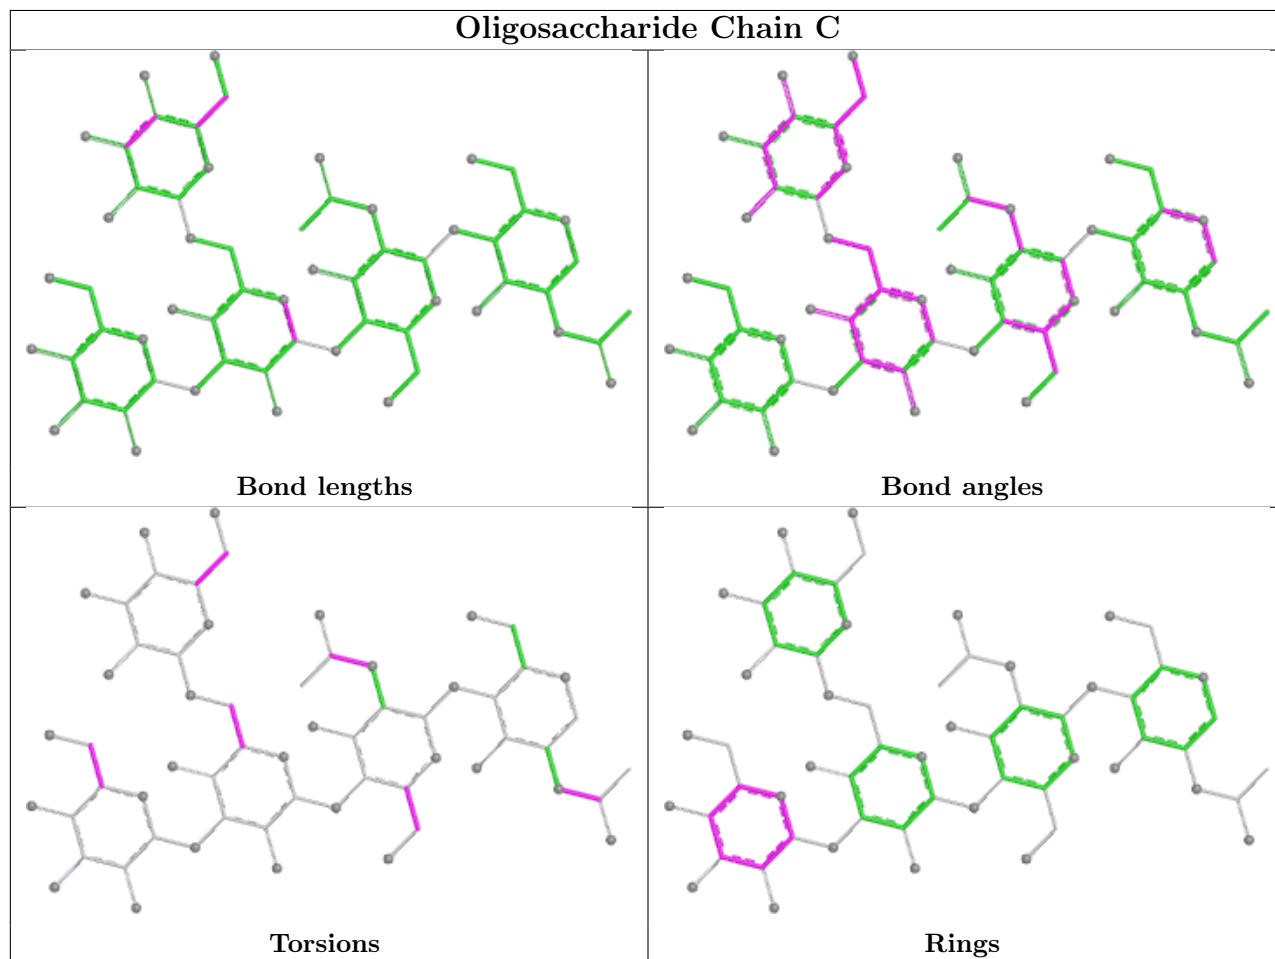 Oligosaccharide Chain C
Bond lengths
Bond angles
Torsions
Rings